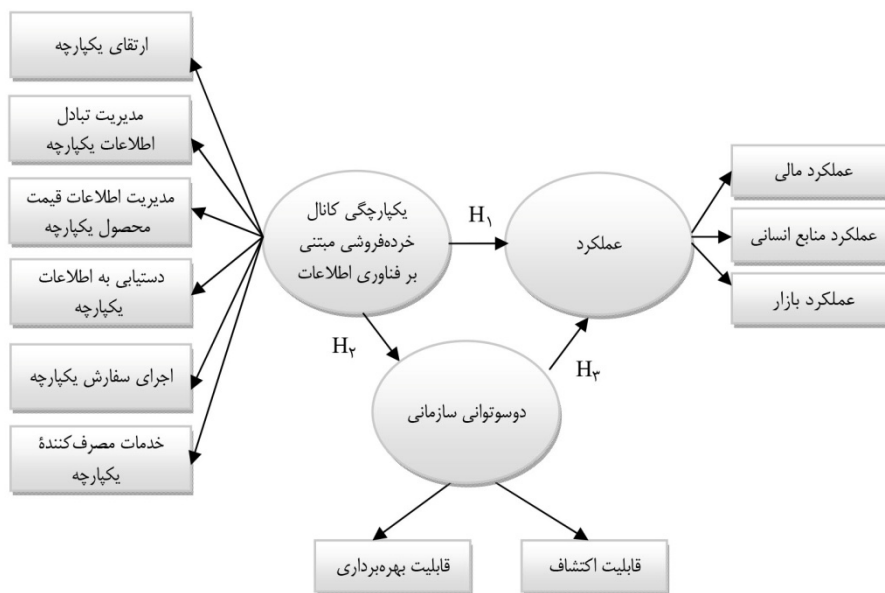 ارتقای یکپارچه
مدیریت تبادل
اطلاعات یکپارچه
مدیریت اطلاعات قیمت
محصول یکپارچه
دستیابی به اطلاعات
یکپارچه
اجرای سفارش یکپارچه
خدمات مصرف‌کنندۀ
یکپارچه
یکپارچگی کانال
خرده‌فروشی مبتنی
بر فناوری اطلاعات
H۱
عملکرد
H۲
H۳
دوسوتوانی سازمانی
عملکرد مالی
عملکرد منابع انسانی
عملکرد بازار
قابلیت اکتشاف
قابلیت بهره‌برداری